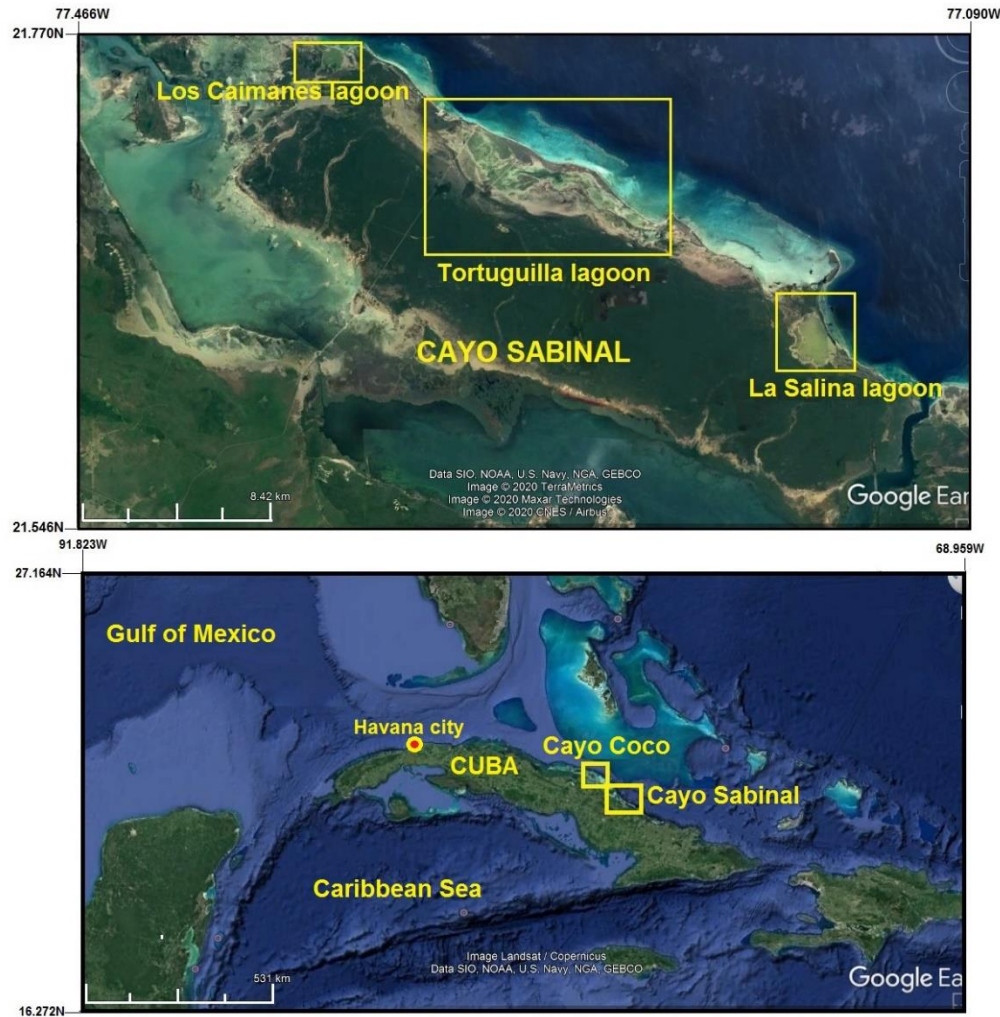 77.466W
77.090W
21.770N
Los Caimanes lagoon
Tortuguilla lagoon
CAYO SABINAL
La Salina lagoon
Data SIO, NOAA, U.S. Navy, NGA, GEBCO
Image © 2020 TerraMetrics
8.42 km
Image © 2020 Maxar Technologies
Image © 2020 CNES / Airbus
Google Ear
21.546N
91.823W
68.959W
27.164N
Gulf of Mexico
Havana city
Cayo Coco
CUBA
Cayo Sabinal
Caribbean Sea
Image Landsat / Copernicus
Data SIO, NOAA, U.S. Navy, NGA, GEBCO
531 km
Google Ea
16.272N